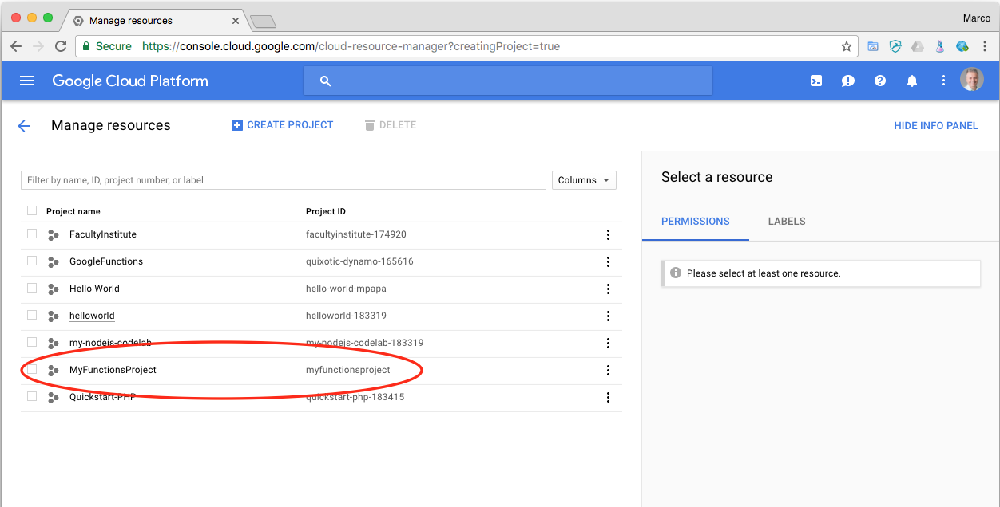 Manage resources
Marco
Secure https://console.cloud.google.com/cloud-resource-manager?creatingProject=true
Google Cloud Platform
Manage resources CREATE PROJECT DELETE HIDE INFO PANEL
Filter by name, ID, project number, or label Columns
Project name Project ID
FacultyInstitute facultyinstitute-174920
GoogleFunctions quixotic-dynamo-165616
Hello World hello-world-mpapa
helloworld helloworld-183319
my-nodejs-codelab my-nodejs-codelab-183319
MyFunctionsProject myfunctionsproject
Quickstart-PHP quickstart-php-183415
Select a resource
PERMISSIONS LABELS
Please select at least one resource.